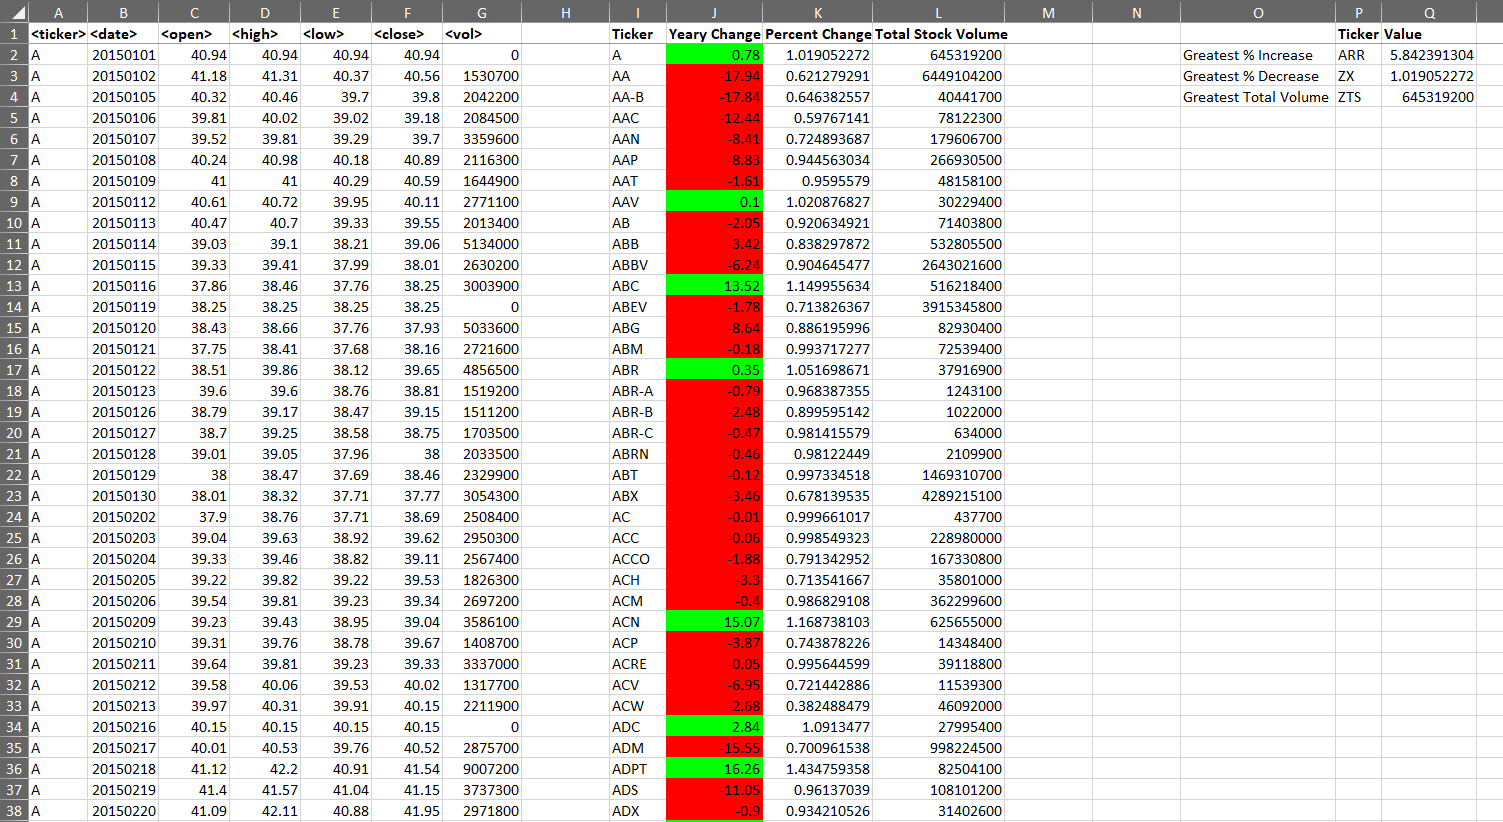 A B C D E F G H I J K L M N O P Q
1 <ticker> <date> <open> <high> <low> <close> <vol> Ticker Yeary Change Percent Change Total Stock Volume Ticker Value
2 A 20150101 40.94 40.94 40.94 40.94 0 A 0.78 1.019052272 645319200 Greatest % Increase ARR 5.842391304
3 A 20150102 41.18 41.31 40.37 40.56 1530700 AA -17.94 0.621279291 6449104200 Greatest % Decrease ZX 1.019052272
4 A 20150105 40.32 40.46 39.7 39.8 2042200 AA-B -17.84 0.646382557 40441700 Greatest Total Volume ZTS 645319200
5 A 20150106 39.81 40.02 39.02 39.18 2084500 AAC -12.44 0.59767141 78122300
6 A 20150107 39.52 39.81 39.29 39.7 3359600 AAN -8.41 0.724893687 179606700
7 A 20150108 40.24 40.98 40.18 40.89 2116300 AAP -8.83 0.944563034 266930500
8 A 20150109 41 41 40.29 40.59 1644900 AAT -1.61 0.9595579 48158100
9 A 20150112 40.61 40.72 39.95 40.11 2771100 AAV 0.1 1.020876827 30229400
10 A 20150113 40.47 40.7 39.33 39.55 2013400 AB -2.05 0.920634921 71403800
11 A 20150114 39.03 39.1 38.21 39.06 5134000 ABB -3.42 0.838297872 532805500
12 A 20150115 39.33 39.41 37.99 38.01 2630200 ABBV -6.24 0.904645477 2643021600
13 A 20150116 37.86 38.46 37.76 38.25 3003900 ABC 13.52 1.149955634 516218400
14 A 20150119 38.25 38.25 38.25 38.25 0 ABEV -1.78 0.713826367 3915345800
15 A 20150120 38.43 38.66 37.76 37.93 5033600 ABG -8.64 0.886195996 82930400
16 A 20150121 37.75 38.41 37.68 38.16 2721600 ABM -0.18 0.993717277 72539400
17 A 20150122 38.51 39.86 38.12 39.65 4856500 ABR 0.35 1.051698671 37916900
18 A 20150123 39.6 39.6 38.76 38.81 1519200 ABR-A -0.79 0.968387355 1243100
19 A 20150126 38.79 39.17 38.47 39.15 1511200 ABR-B -2.48 0.899595142 1022000
20 A 20150127 38.7 39.25 38.58 38.75 1703500 ABR-C -0.47 0.981415579 634000
21 A 20150128 39.01 39.05 37.96 38 2033500 ABRN -0.46 0.98122449 2109900
22 A 20150129 38 38.47 37.69 38.46 2329900 ABT -0.12 0.997334518 1469310700
23 A 20150130 38.01 38.32 37.71 37.77 3054300 ABX -3.46 0.678139535 4289215100
24 A 20150202 37.9 38.76 37.71 38.69 2508400 AC -0.01 0.999661017 437700
25 A 20150203 39.04 39.63 38.92 39.62 2950300 ACC -0.06 0.998549323 228980000
26 A 20150204 39.33 39.46 38.82 39.11 2567400 ACCO -1.88 0.791342952 167330800
27 A 20150205 39.22 39.82 39.22 39.53 1826300 ACH -3.3 0.713541667 35801000
28 A 20150206 39.54 39.81 39.23 39.34 2697200 ACM -0.4 0.986829108 362299600
29 A 20150209 39.23 39.43 38.95 39.04 3586100 ACN 15.07 1.168738103 625655000
30 A 20150210 39.31 39.76 38.78 39.67 1408700 ACP -3.87 0.743878226 14348400
31 A 20150211 39.64 39.81 39.23 39.33 3337000 ACRE -0.05 0.995644599 39118800
32 A 20150212 39.58 40.06 39.53 40.02 1317700 ACV -6.95 0.721442886 11539300
33 A 20150213 39.97 40.31 39.91 40.15 2211900 ACW -2.68 0.382488479 46092000
34 A 20150216 40.15 40.15 40.15 40.15 0 ADC 2.84 1.0913477 27995400
35 A 20150217 40.01 40.53 39.76 40.52 2875700 ADM -15.55 0.700961538 998224500
36 A 20150218 41.12 42.2 40.91 41.54 9007200 ADPT 16.26 1.434759358 82504100
37 A 20150219 41.4 41.57 41.04 41.15 3737300 ADS -11.05 0.96137039 108101200
38 A 20150220 41.09 42.11 40.88 41.95 2971800 ADX -0.9 0.934210526 31402600